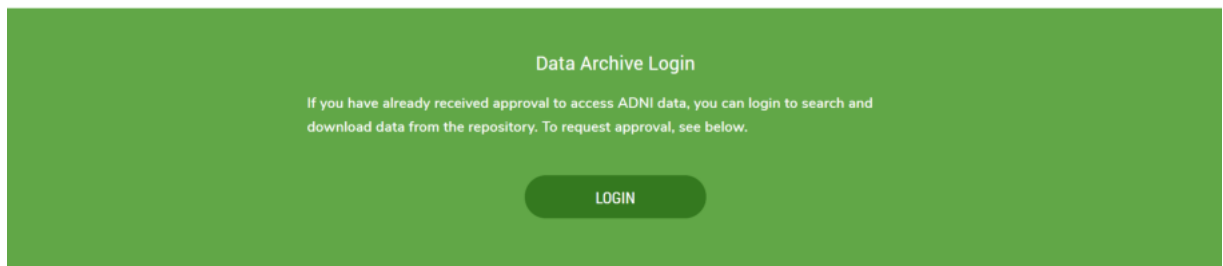 Data Archive Login
If you have already received approval to access ADNI data, you can login to search and
download data from the repository. To request approval, see below.
LOGIN